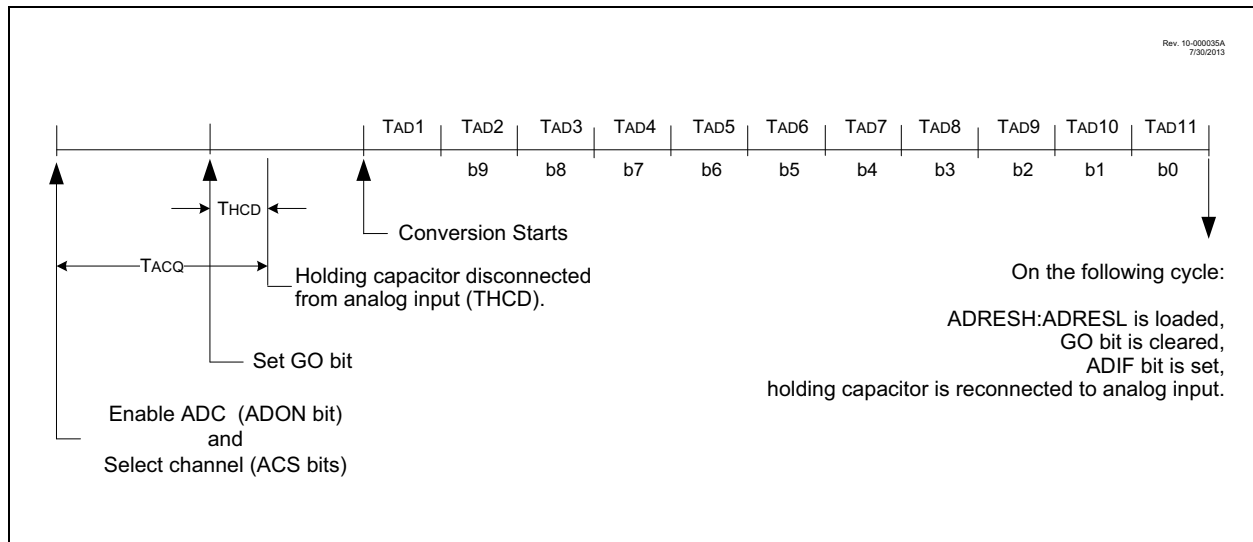 Rev. 10-000035A
7/30/2013
TAD1 TAD2 TAD3 TAD4 TAD5 TAD6 TAD7 TAD8 TAD9 TAD10 TAD11
b9 b8 b7 b6 b5 b4 b3 b2 b1 b0
THCD
Conversion Starts
TACQ
Holding capacitor disconnected
from analog input (THCD).
Set GO bit
Enable ADC (ADON bit)
and
Select channel (ACS bits)
On the following cycle:
ADRESH:ADRESL is loaded,
GO bit is cleared,
ADIF bit is set,
holding capacitor is reconnected to analog input.